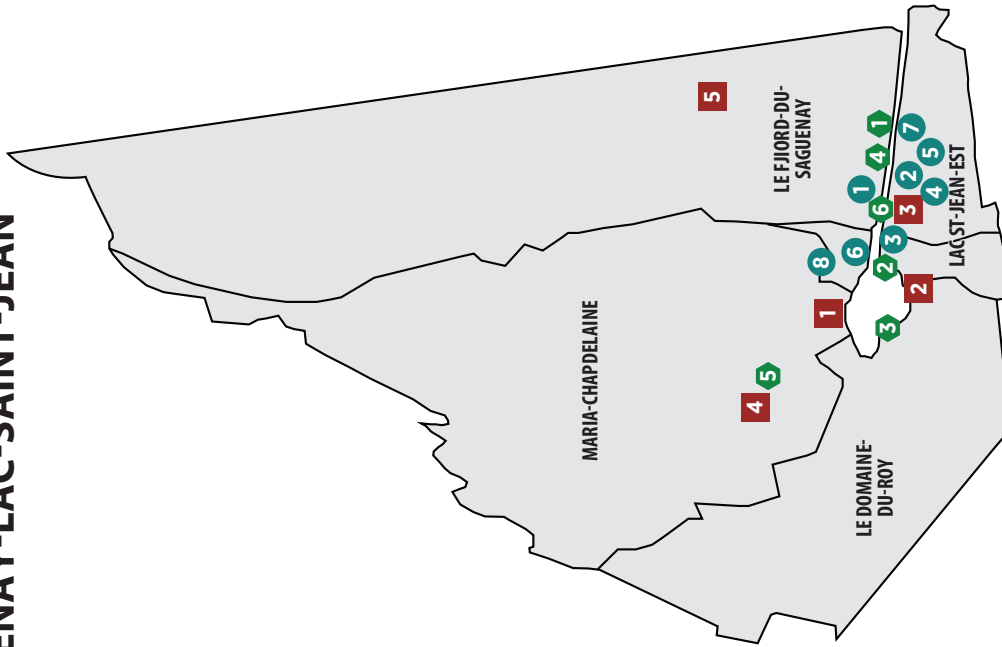 ENAY-LAC-SAINT-JEAN
MARIA-CHAPDELAINE
5
4
5
LE FJIORD-DU-
SAGUENAY
8
1
6
1
LE DOMAINE-
DU-ROY
4
1
6
2
3
3
7
2
3
2
5
4
LAC-ST-JEAN-EST